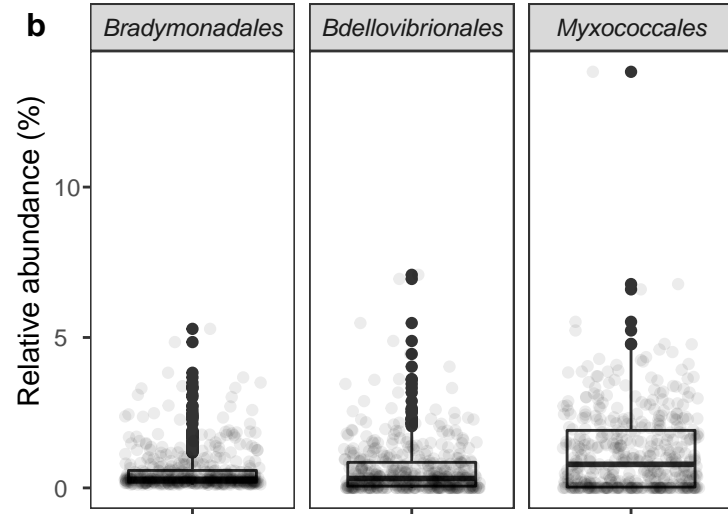 b
Bradymonadales
Bdellovibrionales
Myxococcales
Relative abundance (%)
10
5
0